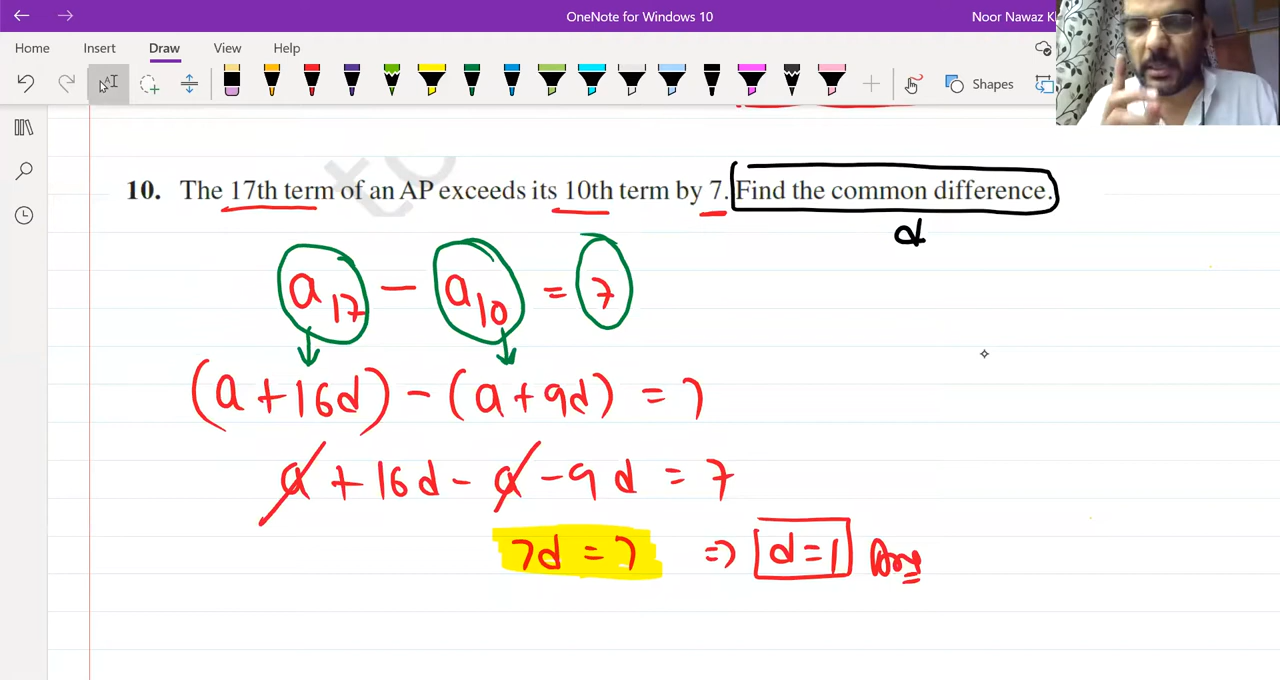 OneNote for Windows 10
Noor Nawaz K
Home Insert Draw View Help
Shapes
10. The 17th term of an AP exceeds its 10th term by 7. Find the common difference.
d
a17 - a10 = 7
(a + 16d) - (a + 9d) = 7
a + 16d - a - 9d = 7
7d = 7 => d = 1 Ans